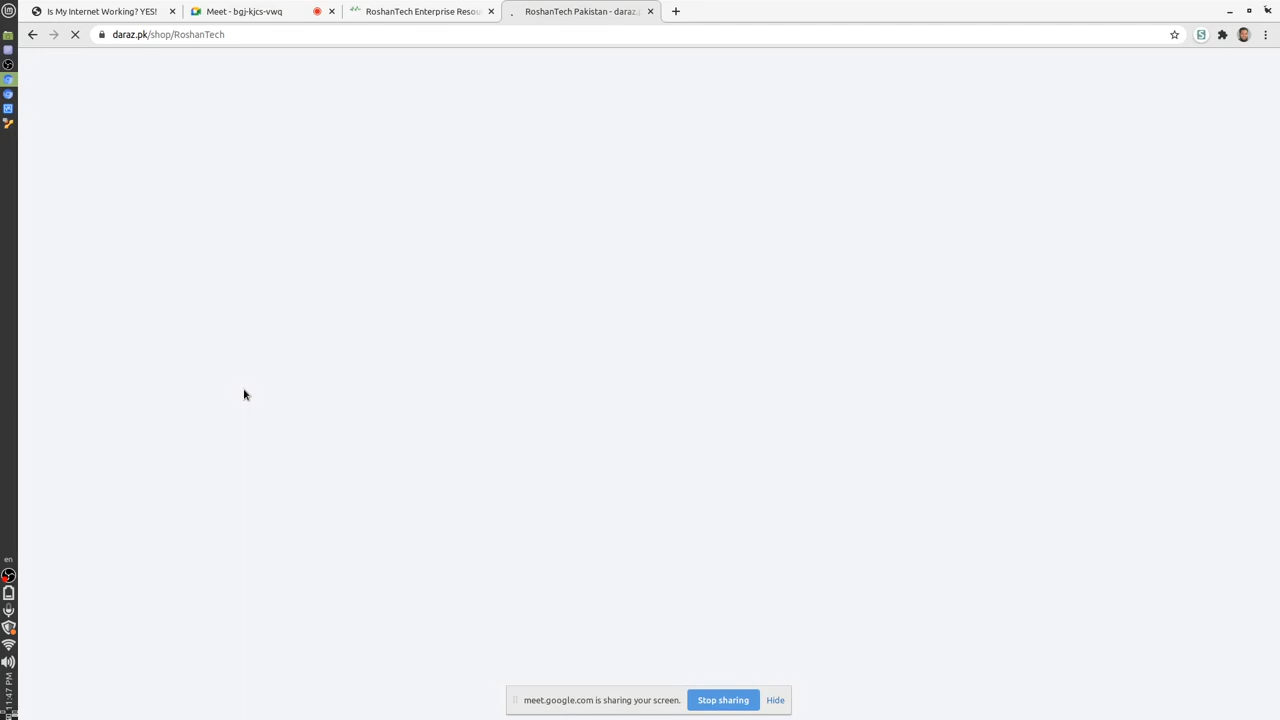 Is My Internet Working? YES!
Meet - bgj-kjcs-vwq
RoshanTech Enterprise Resou
RoshanTech Pakistan - daraz.
daraz.pk/shop/RoshanTech
en
11:47 PM
meet.google.com is sharing your screen.
Stop sharing
Hide